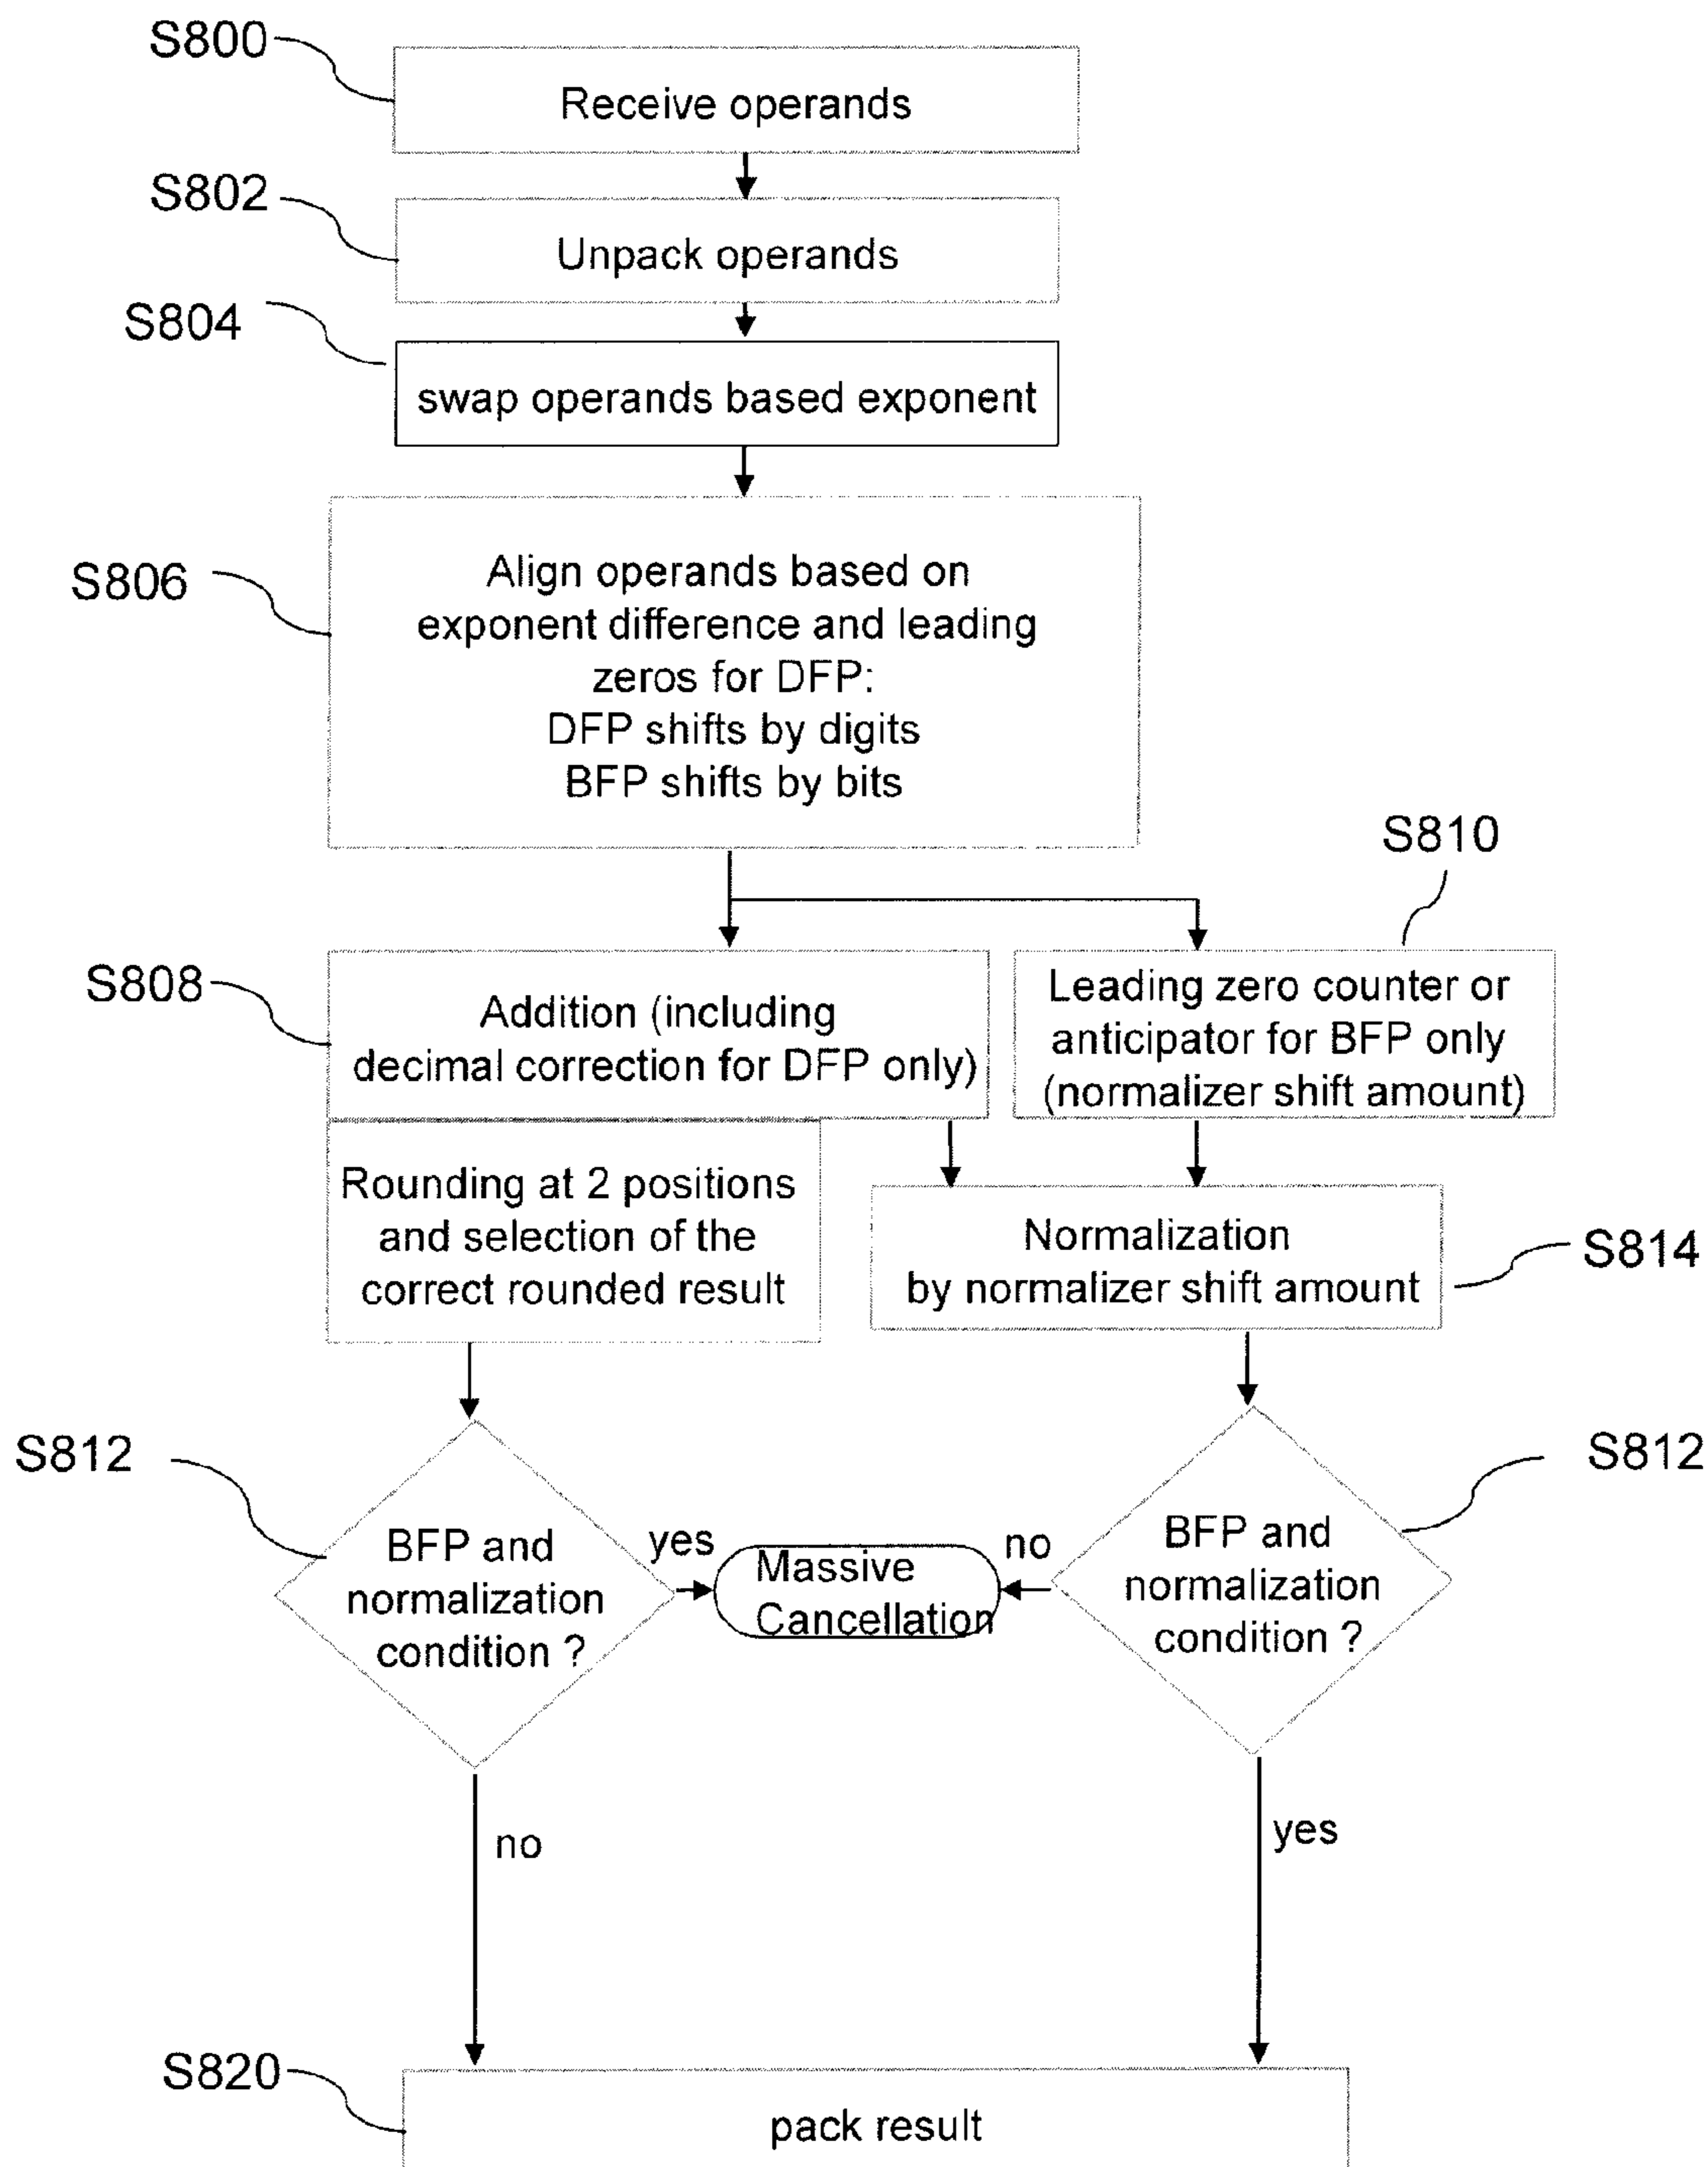 S800
Receive operands
S802
Unpack operands
S804
swap operands based exponent
S806
Align operands based on
exponent difference and leading
zeros for DFP:
DFP shifts by digits
BFP shifts by bits
S810
S808
Addition (including
decimal correction for DFP only)
Leading zero counter or
anticipator for BFP only
(normalizer shift amount)
Rounding at 2 positions
and selection of the
correct rounded result
Normalization
by normalizer shift amount
S814
S812
BFP and
normalization
condition ?
yes
Massive
Cancellation
no
BFP and
normalization
condition ?
S812
no
yes
S820
pack result